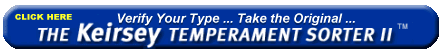 CLICK HERE
Verify Your Type ... Take the Original ...
THE Keirsey TEMPERAMENT SORTER II ™